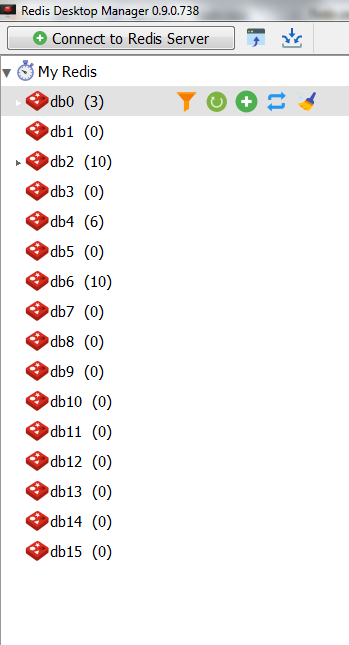 Redis Desktop Manager 0.9.0.738
Connect to Redis Server
My Redis
db0 (3)
db1 (0)
db2 (10)
db3 (0)
db4 (6)
db5 (0)
db6 (10)
db7 (0)
db8 (0)
db9 (0)
db10 (0)
db11 (0)
db12 (0)
db13 (0)
db14 (0)
db15 (0)